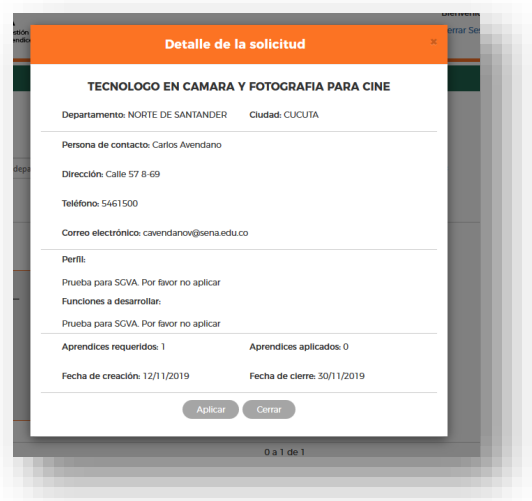 Detalle de la solicitud
×
TECNOLOGO EN CAMARA Y FOTOGRAFIA PARA CINE
Departamento: NORTE DE SANTANDER Ciudad: CUCUTA
Persona de contacto: Carlos Avendano
Dirección: Calle 57 8-69
Teléfono: 5461500
Correo electrónico: cavendanov@sena.edu.co
Perfil:
Prueba para SGVA. Por favor no aplicar
Funciones a desarrollar:
Prueba para SGVA. Por favor no aplicar
Aprendices requeridos: 1 Aprendices aplicados: 0
Fecha de creación: 12/11/2019 Fecha de cierre: 30/11/2019
Aplicar Cerrar
0 a 1 de 1